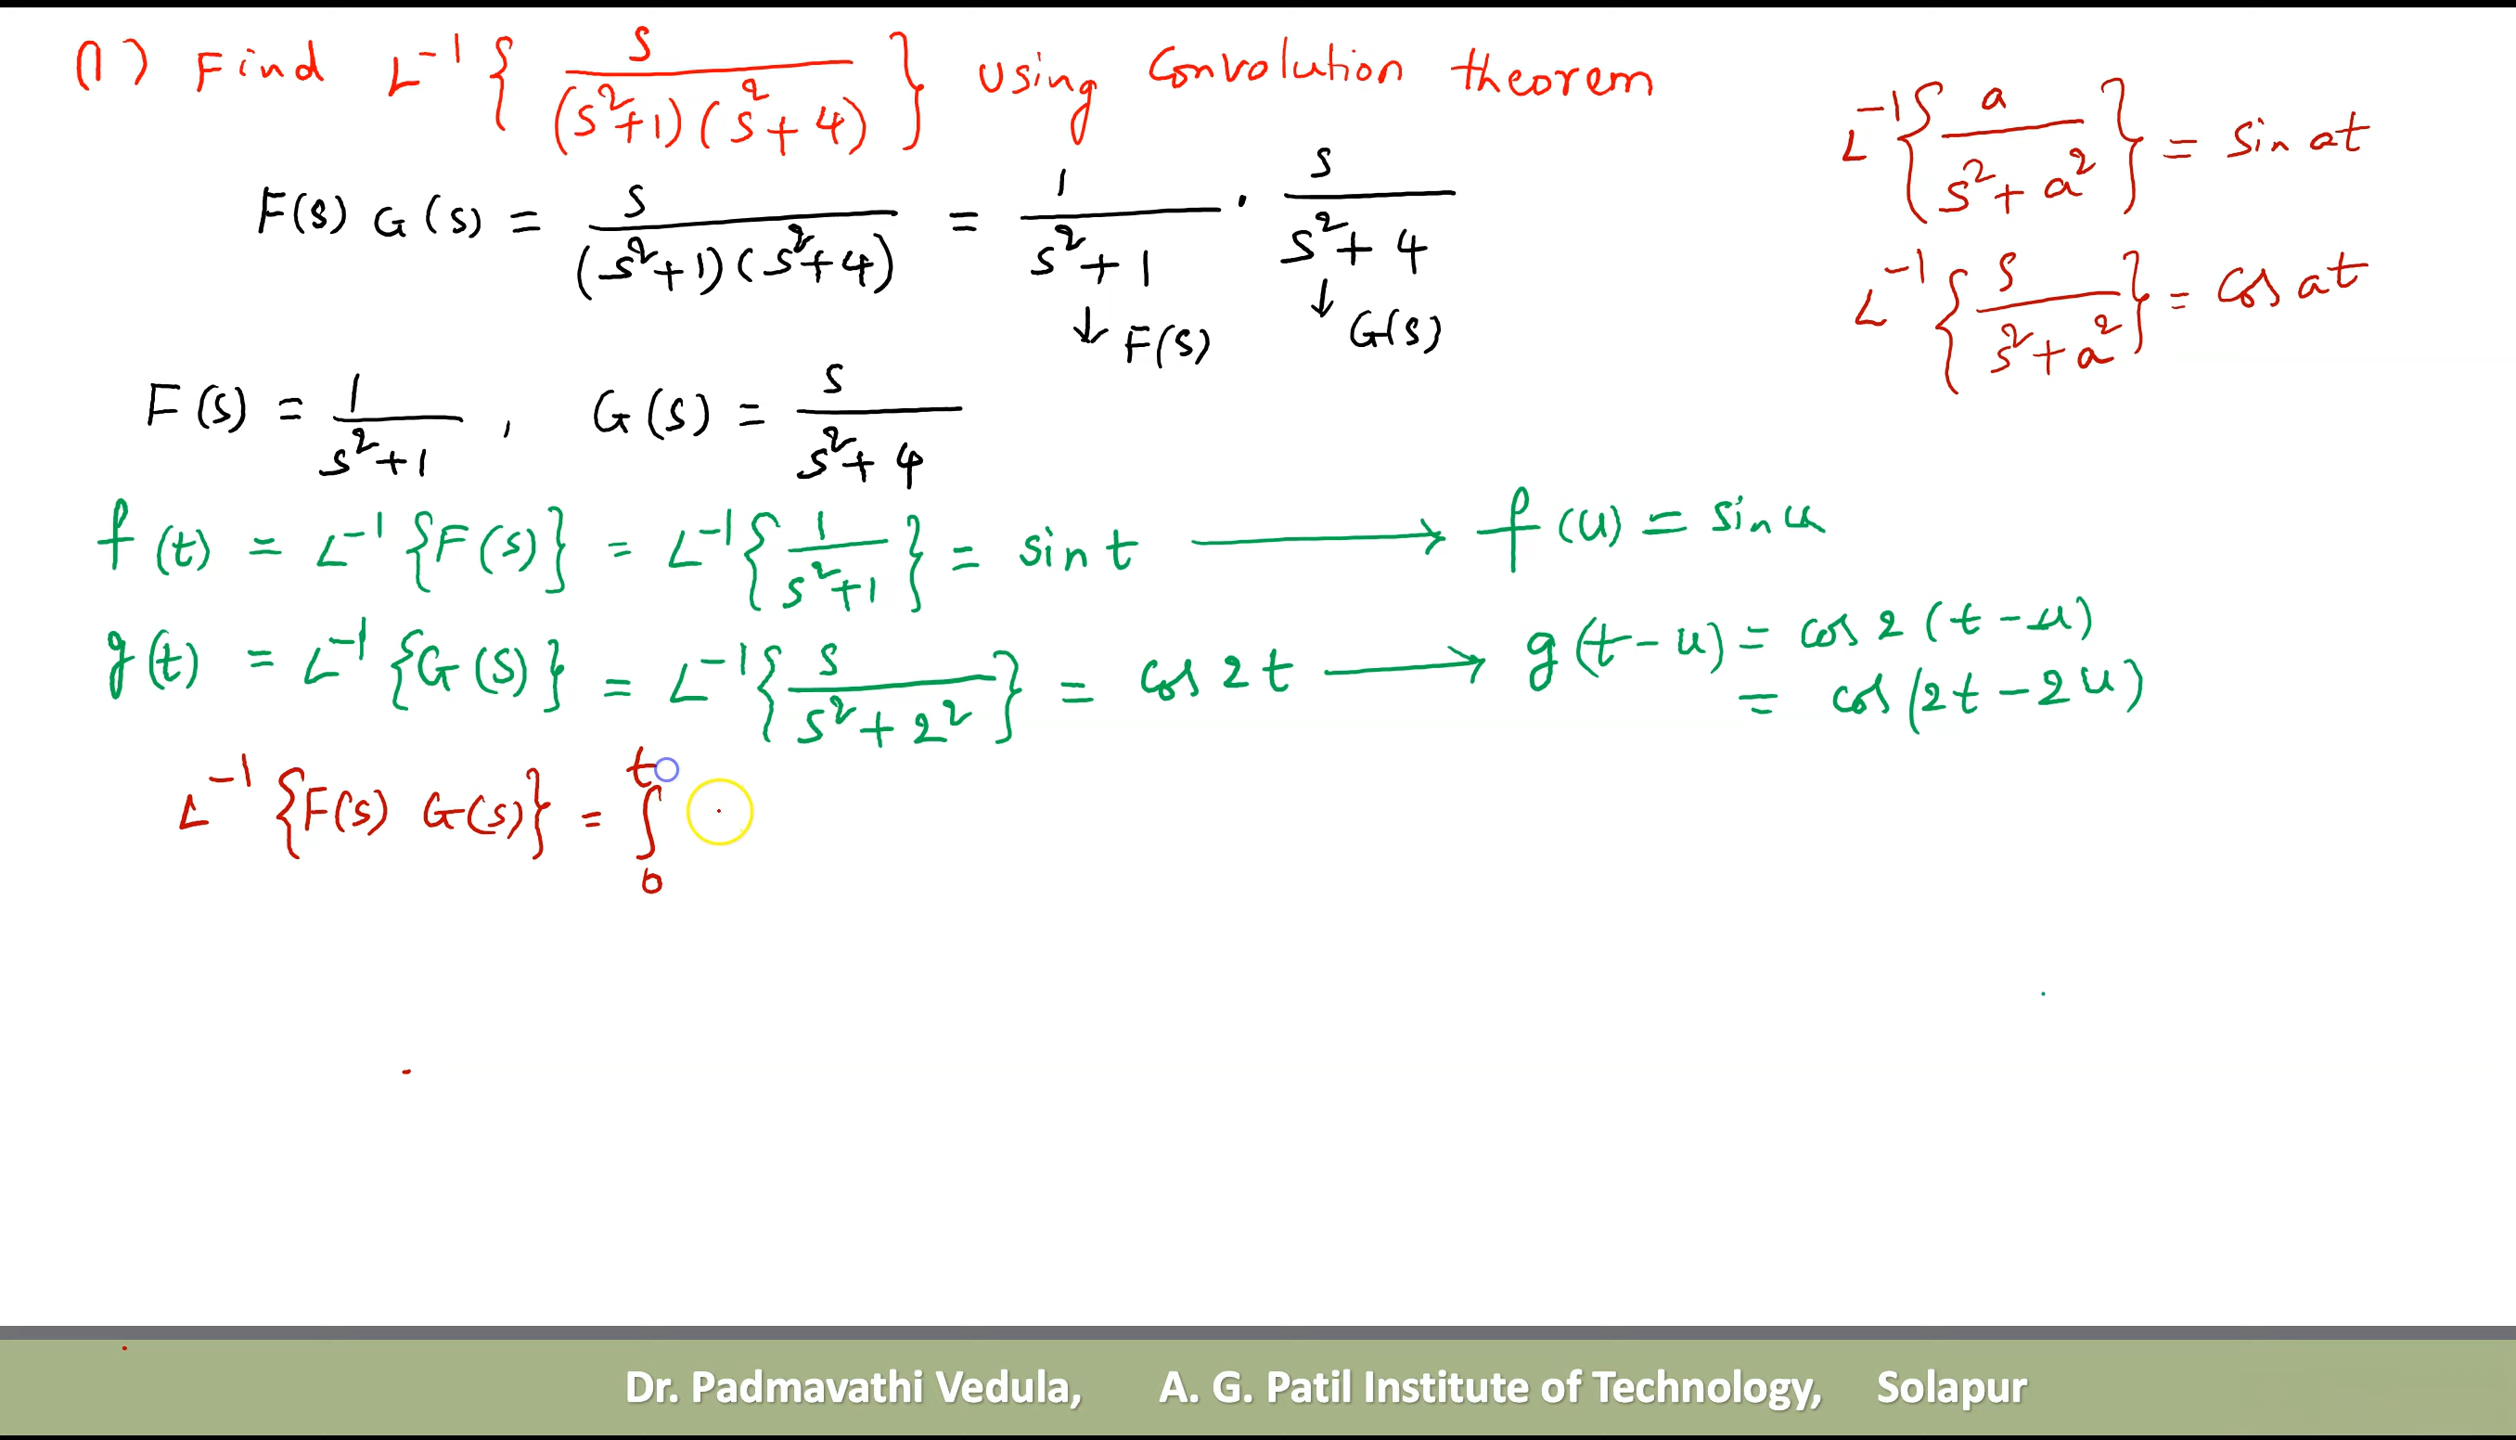 (1) Find L⁻¹ { s / (s²+1)(s²+4) } using Convolution theorem
L⁻¹ { a / s²+a² } = sin at
F(s) G(s) = s / (s²+1)(s²+4) = 1 / s²+1 · s / s²+4
↓ F(s) ↓ G(s)
L⁻¹ { s / s²+a² } = cos at
F(s) = 1 / s²+1 , G(s) = s / s²+4
f(t) = L⁻¹ {F(s)} = L⁻¹ { 1 / s²+1 } = sin t ⟶ f(u) = sin u
g(t) = L⁻¹ {G(s)} = L⁻¹ { s / s²+2² } = cos 2t ⟶ g(t-u) = cos 2(t-u)
= cos(2t-2u)
L⁻¹ {F(s) G(s)} = ∫₀ᵗ
Dr. Padmavathi Vedula, A. G. Patil Institute of Technology, Solapur